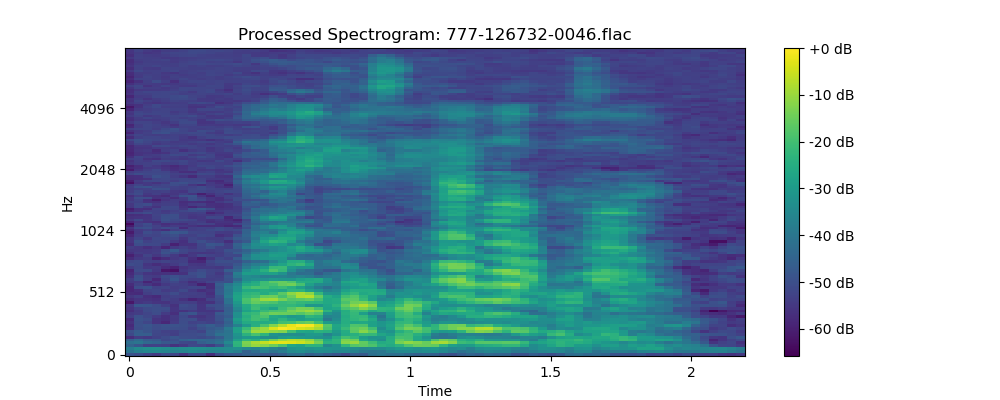 Processed Spectrogram: 777-126732-0046.flac
Hz
4096
2048
1024
512
0
0
0.5
1
1.5
2
Time
+0 dB
-10 dB
-20 dB
-30 dB
-40 dB
-50 dB
-60 dB